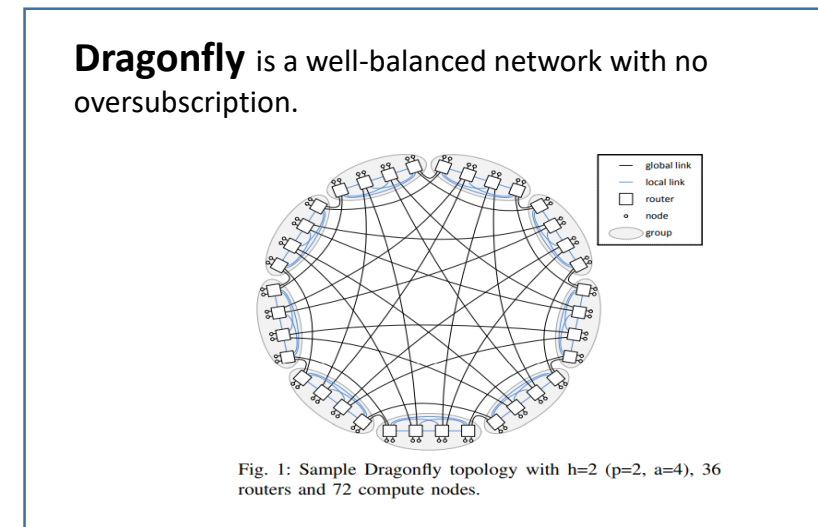 Dragonfly is a well-balanced network with no
oversubscription.
global link
local link
router
node
group
Fig. 1: Sample Dragonfly topology with h=2 (p=2, a=4), 36
routers and 72 compute nodes.